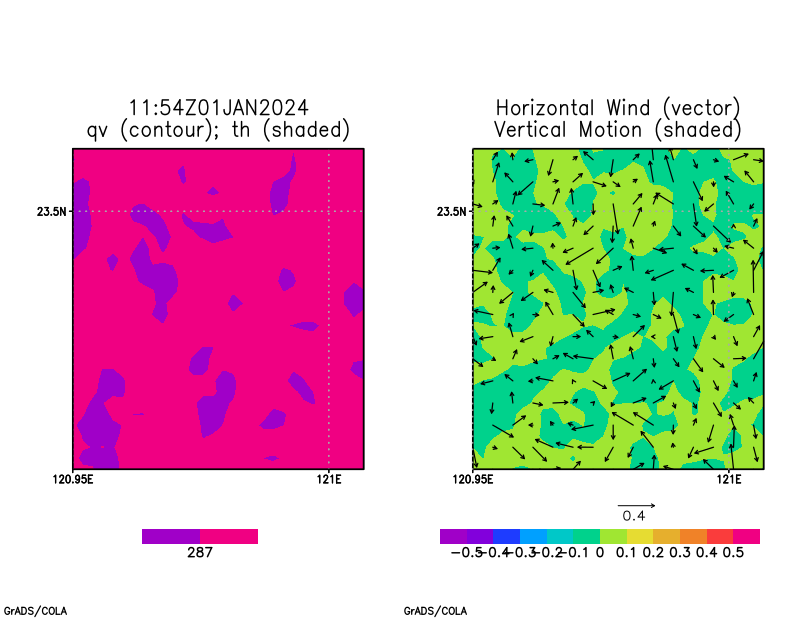 11:54Z01JAN2024
qv (contour); th (shaded)
23.5N
120.95E
121E
287
Horizontal Wind (vector)
Vertical Motion (shaded)
23.5N
120.95E
121E
0.4
-0.5-0.4-0.3-0.2-0.1 0 0.1 0.2 0.3 0.4 0.5
GrADS/COLA
GrADS/COLA